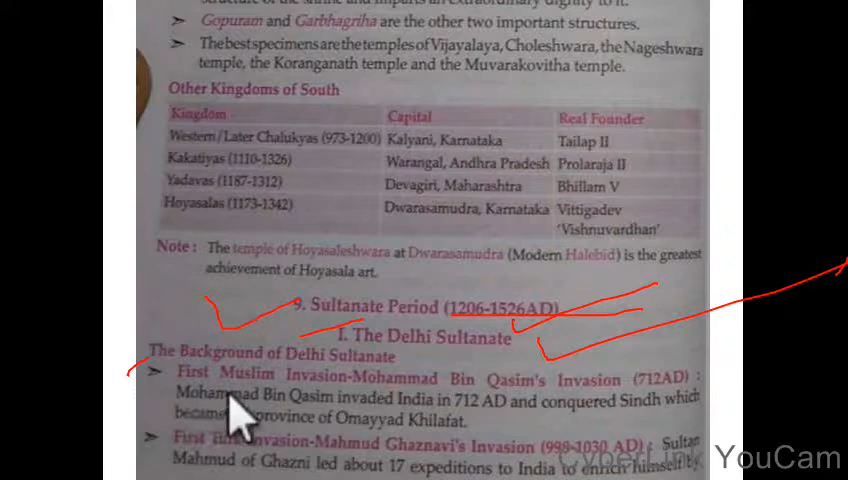 structure of the shrine and imparts an extraordinary dignity to it.
➤ Gopuram and Garbhagriha are the other two important structures.
➤ The best specimens are the temples of Vijayalaya, Choleshwara, the Nageshwara
temple, the Koranganath temple and the Muvarakovitha temple.
Other Kingdoms of South
Kingdom Capital Real Founder
Western/Later Chalukyas (973-1200) Kalyani, Karnataka Tailap II
Kakatiyas (1110-1326) Warangal, Andhra Pradesh Prolaraja II
Yadavas (1187-1312) Devagiri, Maharashtra Bhillam V
Hoyasalas (1173-1342) Dwarasamudra, Karnataka Vittigadev
'Vishnuvardhan'
Note : The temple of Hoyasaleshwara at Dwarasamudra (Modern Halebid) is the greatest
achievement of Hoyasala art.
9. Sultanate Period (1206-1526AD)
I. The Delhi Sultanate
The Background of Delhi Sultanate
➤ First Muslim Invasion-Mohammad Bin Qasim's Invasion (712AD) :
Mohammad Bin Qasim invaded India in 712 AD and conquered Sindh which
became province of Omayyad Khilafat.
➤ First Invasion-Mahmud Ghaznavi's Invasion (998-1030 AD) : Sultan
Mahmud of Ghazni led about 17 expeditions to India to enrich himself by
CyberLink YouCam